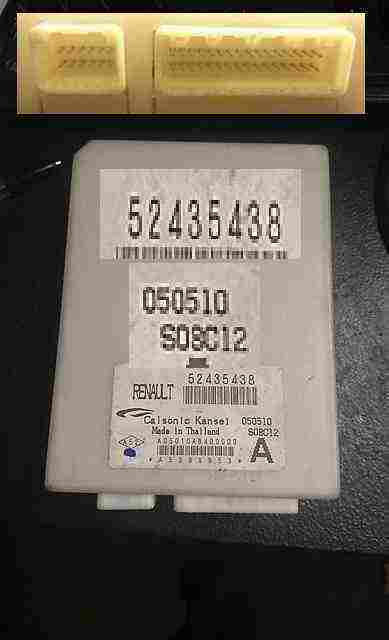 52435438
050510
S08C12
52435438
RENAULT
Calsonic Kansei 050510
Made in Thailand S08C12
A